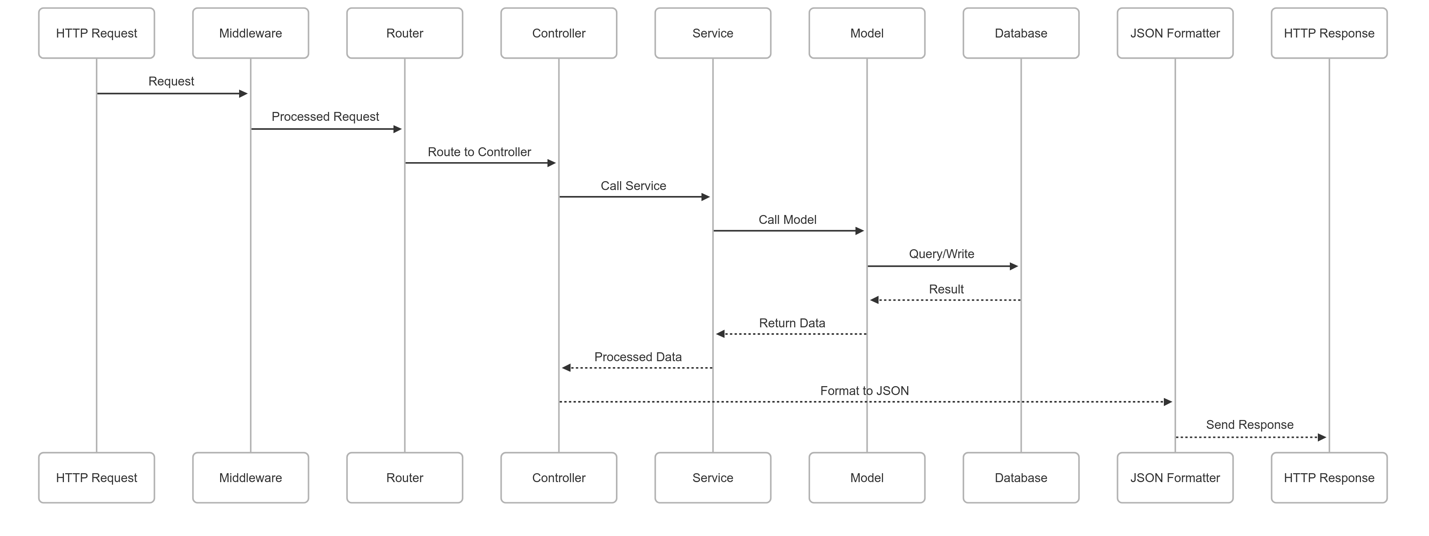 HTTP Request
Middleware
Router
Controller
Service
Model
Database
JSON Formatter
HTTP Response
Request
Processed Request
Route to Controller
Call Service
Call Model
Query/Write
Result
Return Data
Processed Data
Format to JSON
Send Response
HTTP Request
Middleware
Router
Controller
Service
Model
Database
JSON Formatter
HTTP Response